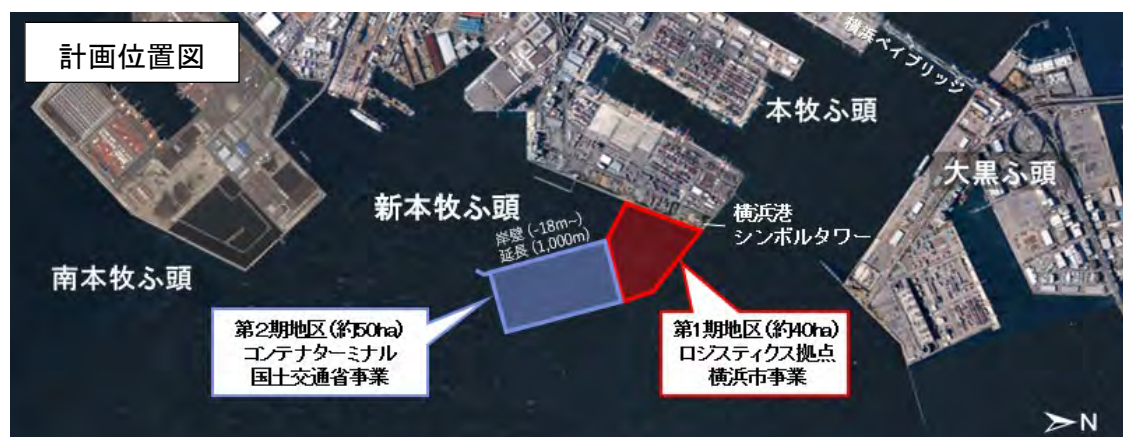 計画位置図
横浜ベイブリッジ
本牧ふ頭
大黒ふ頭
新本牧ふ頭
岸壁 (-18m~)
延長 (1,000m)
横浜港
シンボルタワー
南本牧ふ頭
第2期地区(約50ha)
コンテナターミナル
国土交通省事業
第1期地区(約40ha)
ロジスティクス拠点
横浜市事業
N